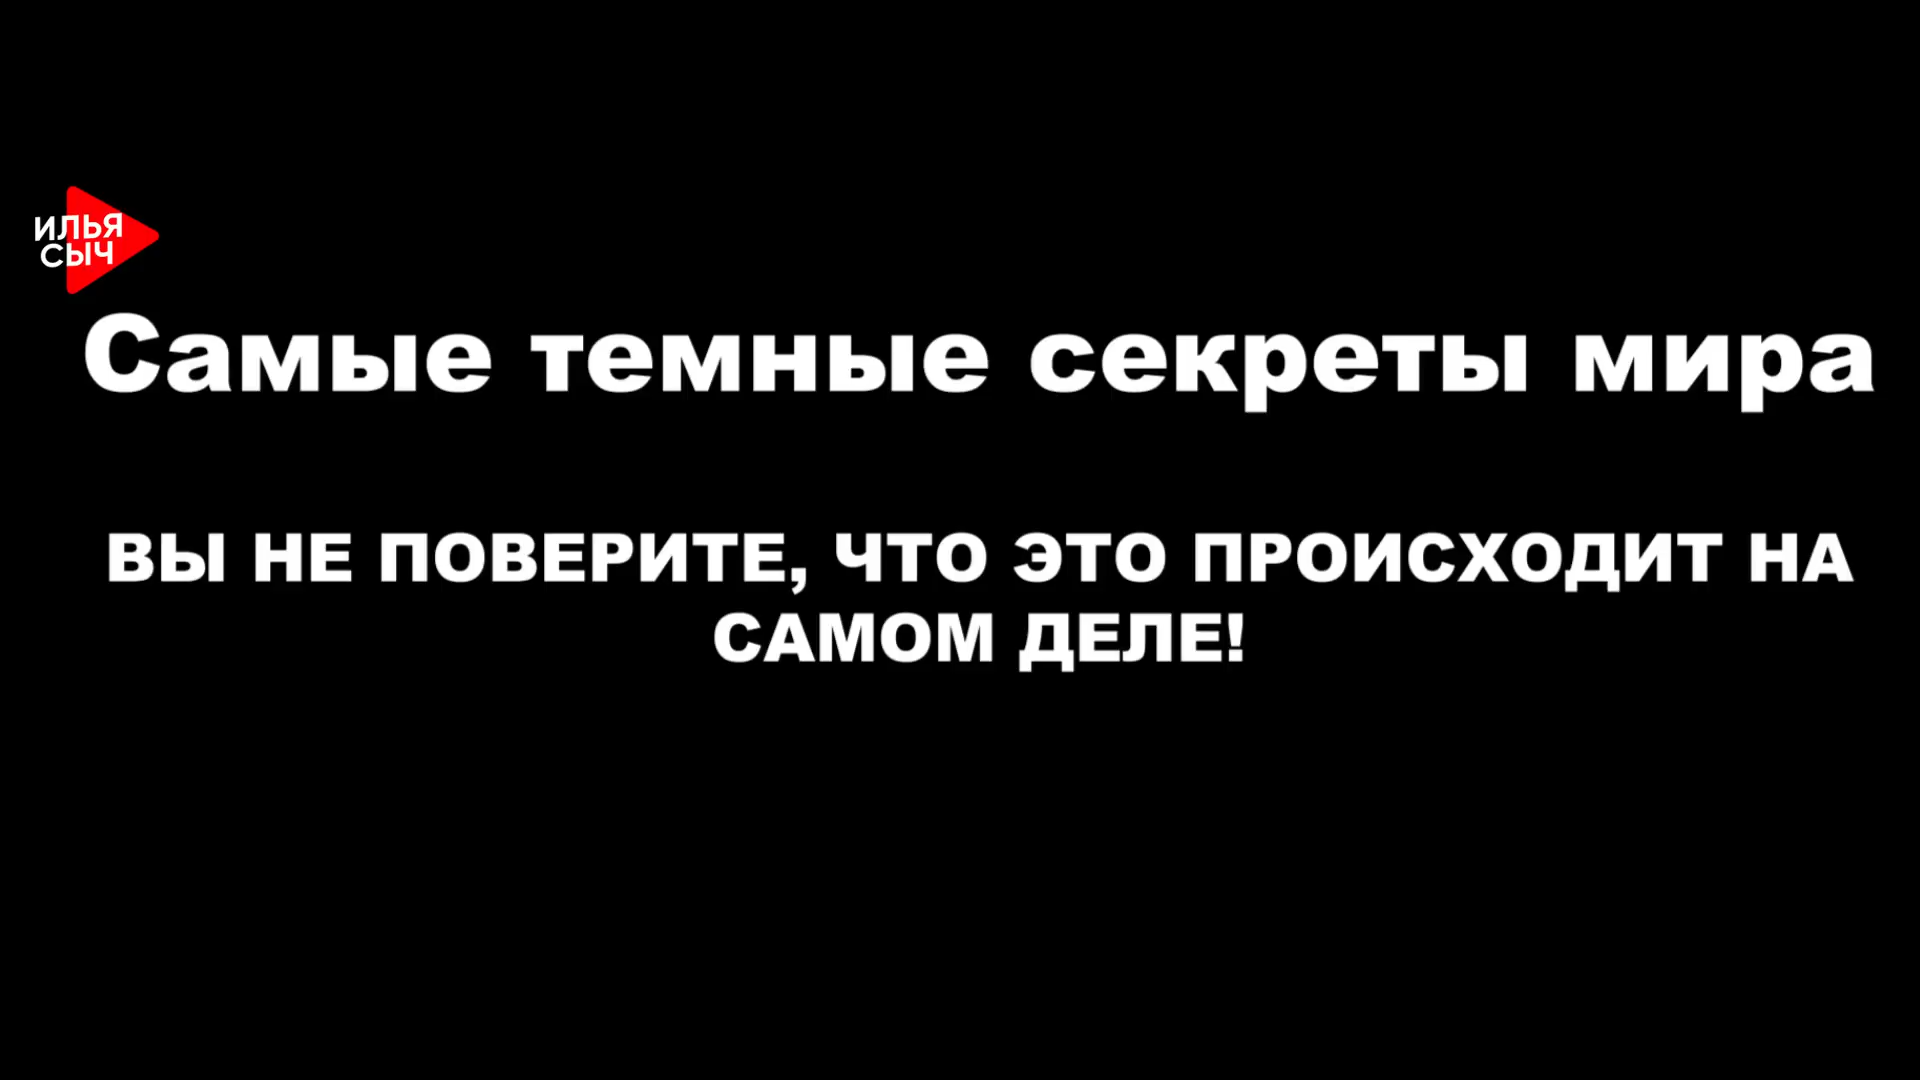 ИЛЬЯ
СЫЧ
Самые темные секреты мира
ВЫ НЕ ПОВЕРИТЕ, ЧТО ЭТО ПРОИСХОДИТ НА
САМОМ ДЕЛЕ!